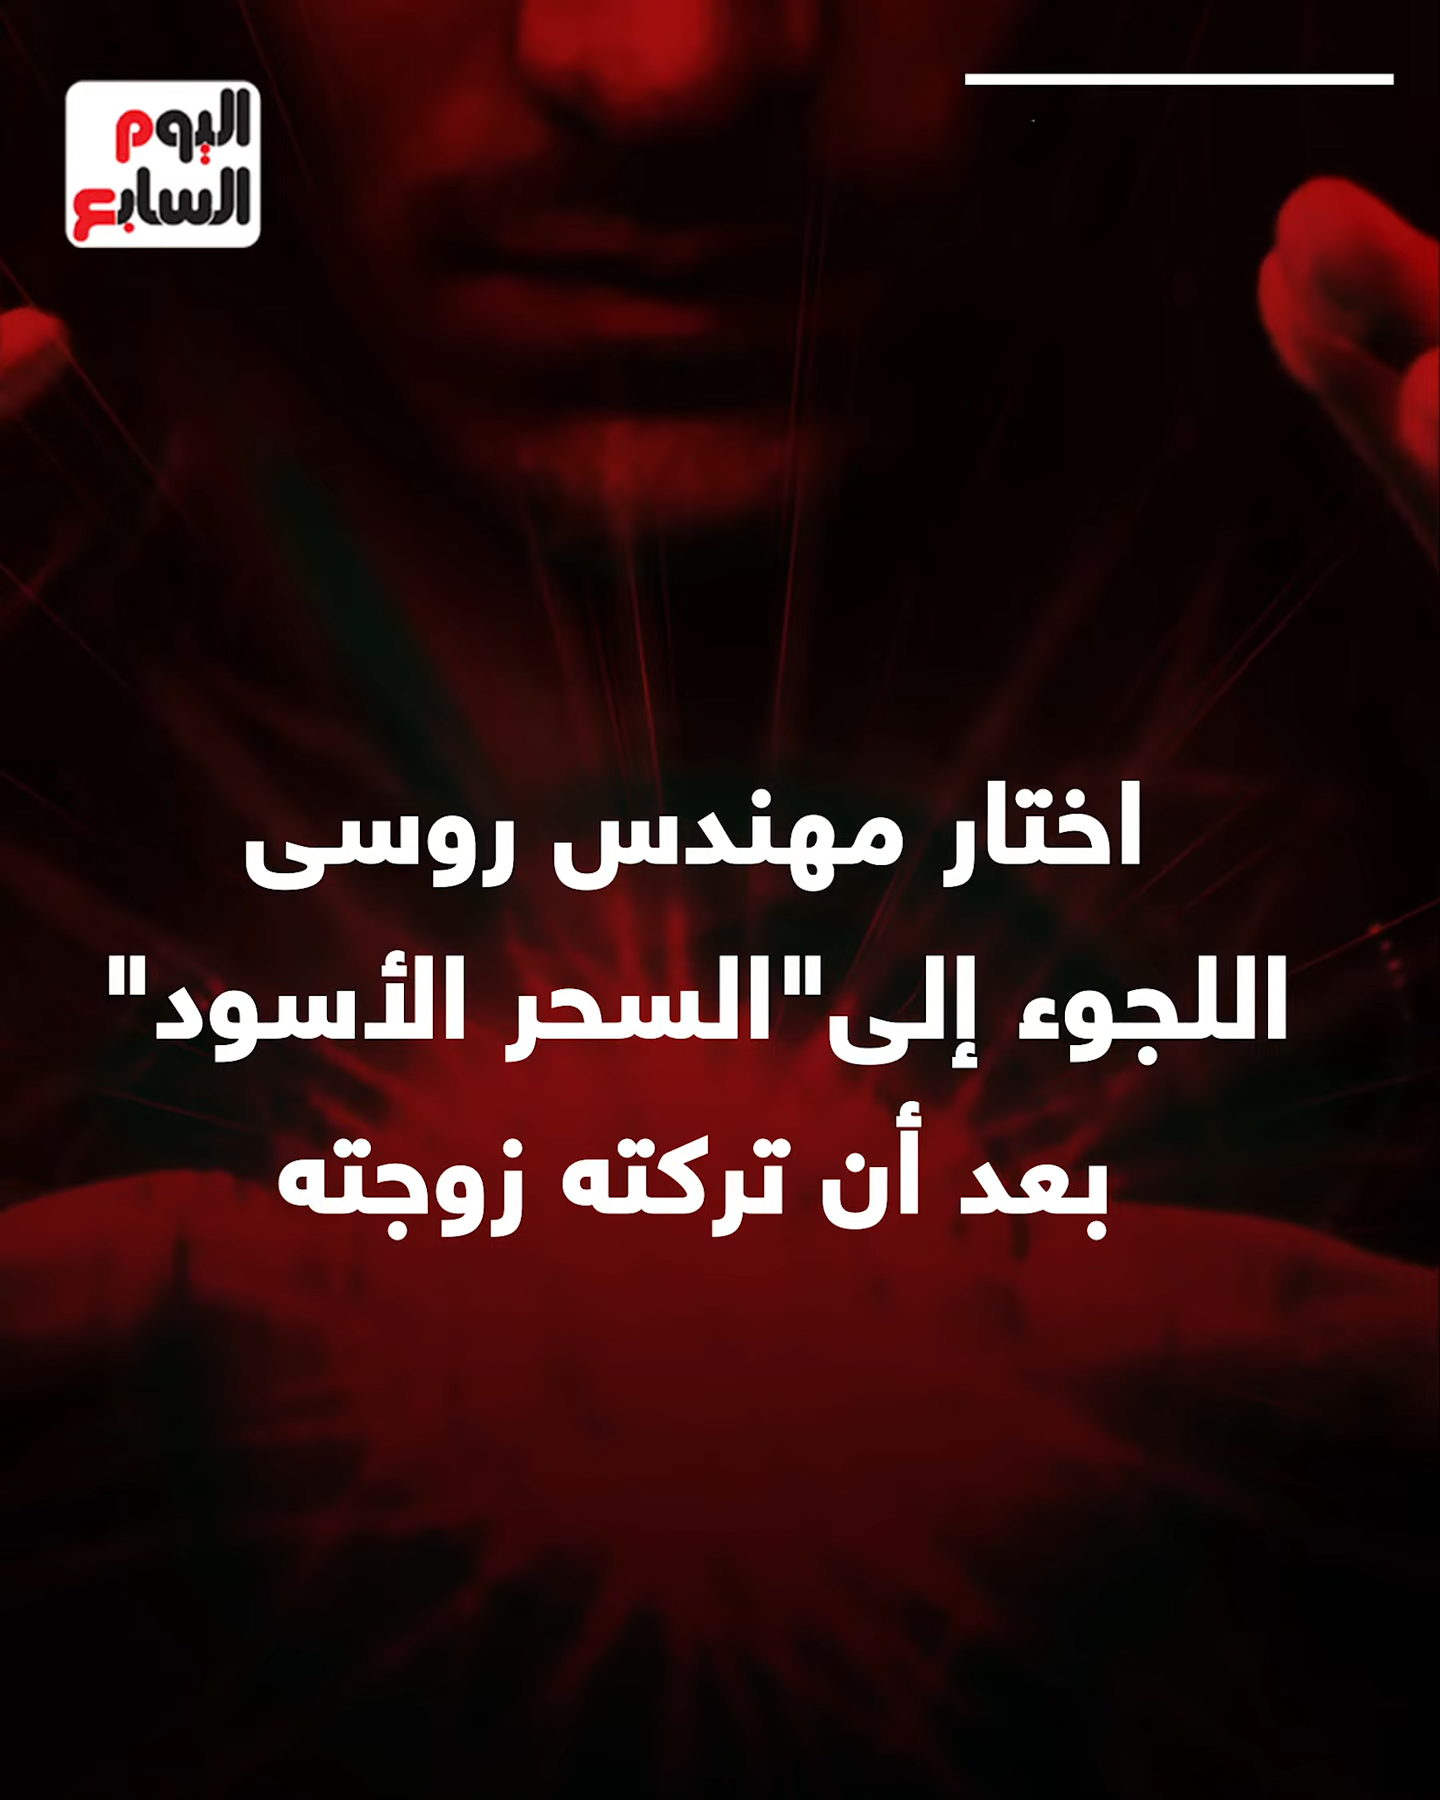 اليوم
السابع
اختار مهندس روسى
اللجوء إلى "السحر الأسود"
بعد أن تركته زوجته